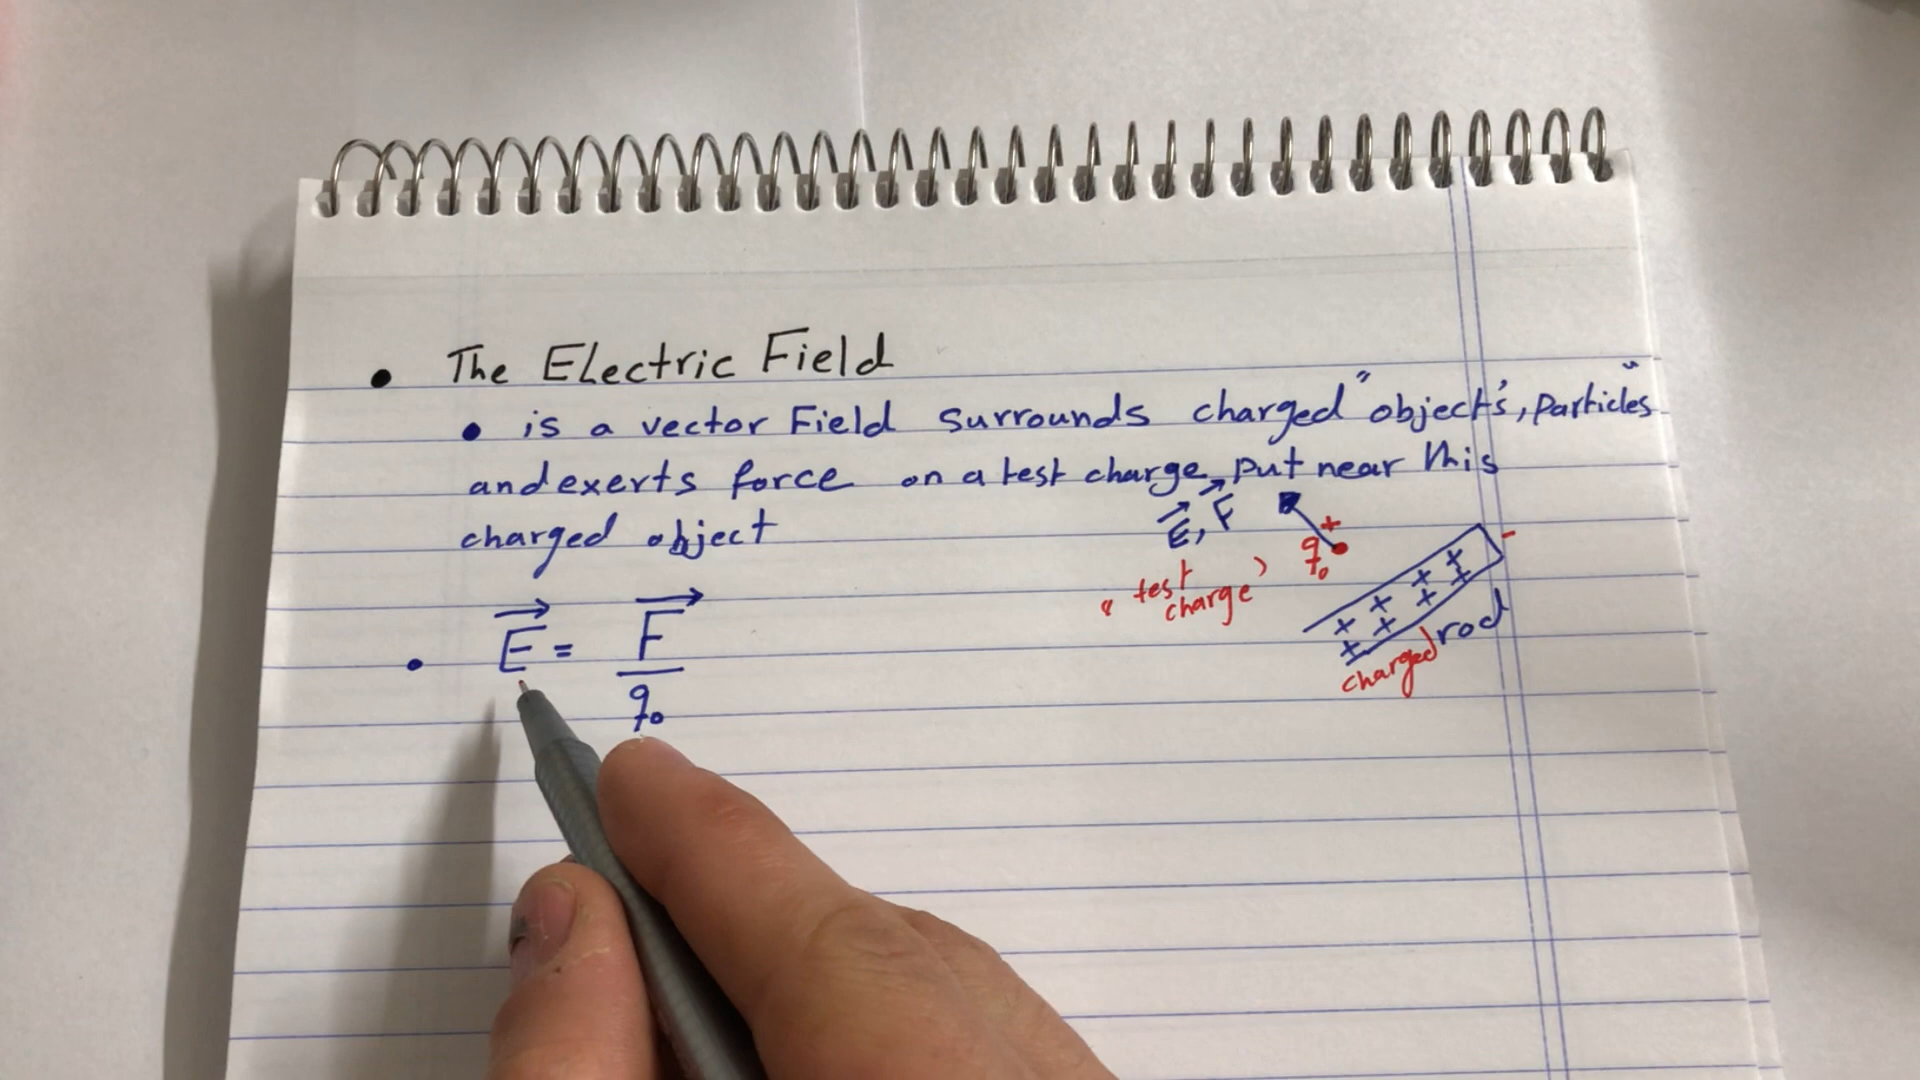 • The Electric Field
• is a vector Field surrounds charged "objects', particles"
and exerts force on a test charge, put near this
charged object
E, F
+
q₀
-
"test
charge"
+ + + + + + + +
charged rod
• E = F
q₀